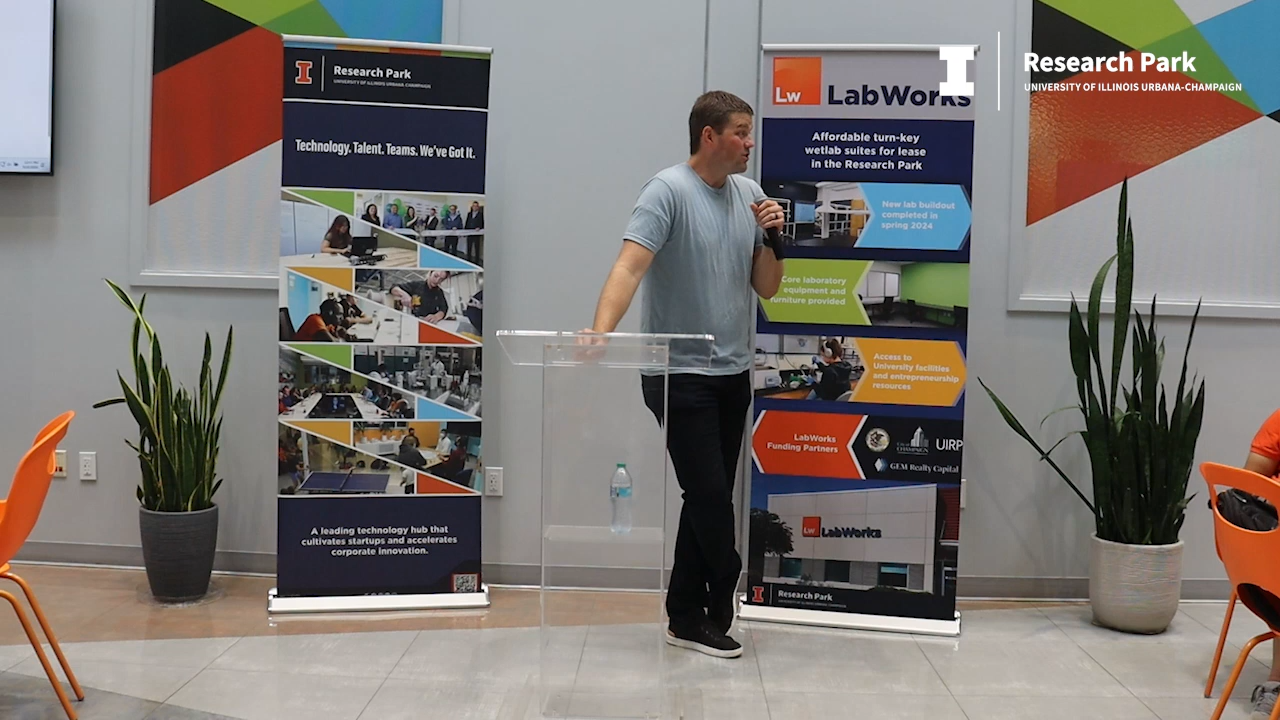 Research Park
UNIVERSITY OF ILLINOIS URBANA-CHAMPAIGN
Technology. Talent. Teams. We've Got It.
A leading technology hub that
cultivates startups and accelerates
corporate innovation.
Lw
LabWorks
Affordable turn-key
wetlab suites for lease
in the Research Park
New lab buildout
completed in
spring 2024
Core laboratory
equipment and
furniture provided
Access to
University facilities
and entrepreneurship
resources
LabWorks
Funding Partners
UIRP
GEM Realty Capital
Lw LabWorks
I Research Park
I Research Park
UNIVERSITY OF ILLINOIS URBANA-CHAMPAIGN